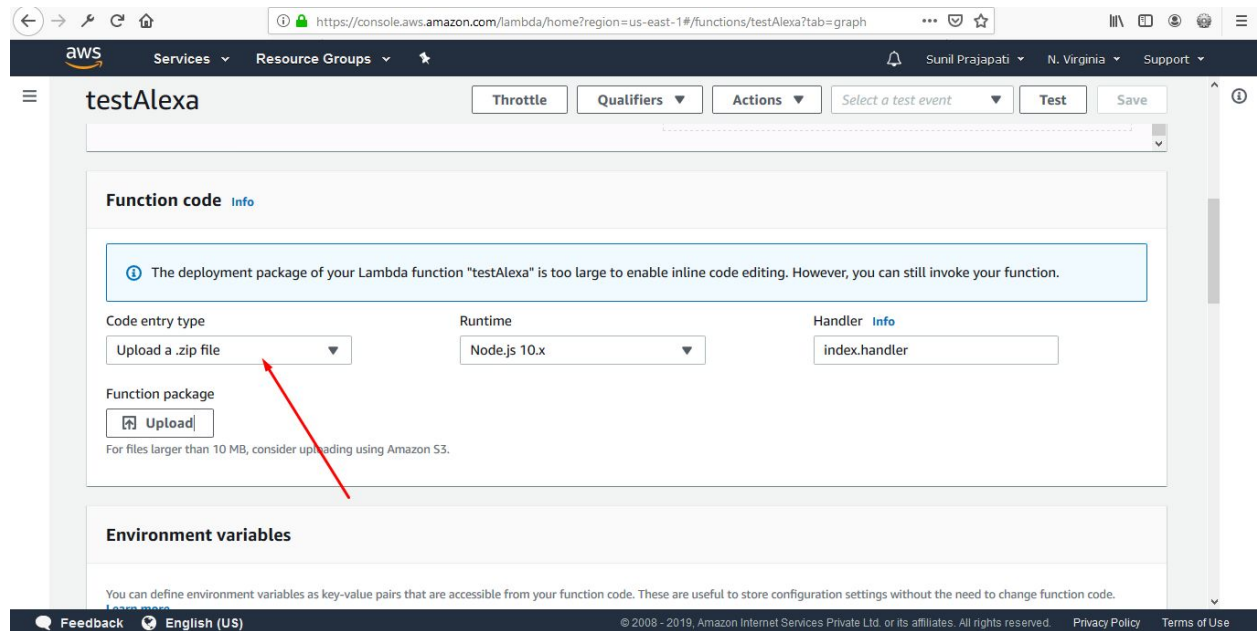 https://console.aws.amazon.com/lambda/home?region=us-east-1#/functions/testAlexa?tab=graph
aws Services Resource Groups Sunil Prajapati N. Virginia Support
testAlexa Throttle Qualifiers Actions Select a test event Test Save
Function code Info
The deployment package of your Lambda function "testAlexa" is too large to enable inline code editing. However, you can still invoke your function.
Code entry type Runtime Handler Info
Upload a .zip file Node.js 10.x index.handler
Function package
Upload
For files larger than 10 MB, consider uploading using Amazon S3.
Environment variables
You can define environment variables as key-value pairs that are accessible from your function code. These are useful to store configuration settings without the need to change function code.
Learn more
Feedback English (US) © 2008 - 2019, Amazon Internet Services Private Ltd. or its affiliates. All rights reserved. Privacy Policy Terms of Use